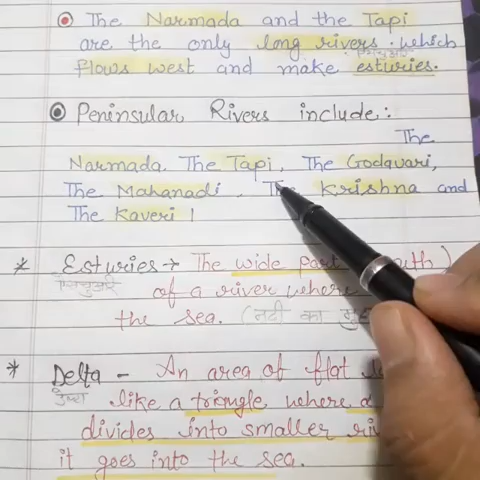 The Narmada and the Tapi
are the only long rivers which
flows west and make esturies.
Peninsular Rivers include:
The
Narmada. The Tapi, The Godavari,
The Mahanadi, The Krishna and
The Kaveri |
* Esturies → The wide part
of a river where
the sea. (नदी का
* Delta - An area of flat
like a triangle where
divides into smaller
it goes into the sea.